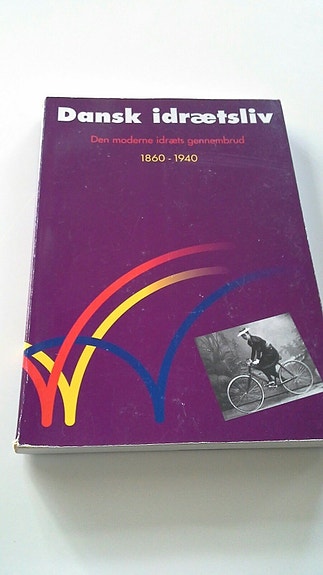 Dansk idrætsliv
Den moderne idræts gennembrud
1860 - 1940